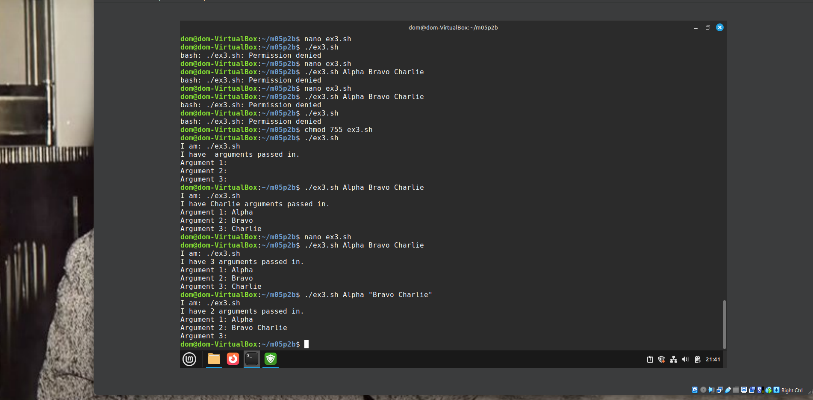 dom@dom-VirtualBox: ~/m05p2b
dom@dom-VirtualBox:~/m05p2b$ nano ex3.sh
dom@dom-VirtualBox:~/m05p2b$ ./ex3.sh
bash: ./ex3.sh: Permission denied
dom@dom-VirtualBox:~/m05p2b$ nano ex3.sh
dom@dom-VirtualBox:~/m05p2b$ ./ex3.sh Alpha Bravo Charlie
bash: ./ex3.sh: Permission denied
dom@dom-VirtualBox:~/m05p2b$ nano ex3.sh
dom@dom-VirtualBox:~/m05p2b$ ./ex3.sh Alpha Bravo Charlie
bash: ./ex3.sh: Permission denied
dom@dom-VirtualBox:~/m05p2b$ ./ex3.sh
bash: ./ex3.sh: Permission denied
dom@dom-VirtualBox:~/m05p2b$ chmod 755 ex3.sh
dom@dom-VirtualBox:~/m05p2b$ ./ex3.sh
I am: ./ex3.sh
I have  arguments passed in.
Argument 1:
Argument 2:
Argument 3:
dom@dom-VirtualBox:~/m05p2b$ ./ex3.sh Alpha Bravo Charlie
I am: ./ex3.sh
I have Charlie arguments passed in.
Argument 1: Alpha
Argument 2: Bravo
Argument 3: Charlie
dom@dom-VirtualBox:~/m05p2b$ nano ex3.sh
dom@dom-VirtualBox:~/m05p2b$ ./ex3.sh Alpha Bravo Charlie
I am: ./ex3.sh
I have 3 arguments passed in.
Argument 1: Alpha
Argument 2: Bravo
Argument 3: Charlie
dom@dom-VirtualBox:~/m05p2b$ ./ex3.sh Alpha "Bravo Charlie"
I am: ./ex3.sh
I have 2 arguments passed in.
Argument 1: Alpha
Argument 2: Bravo Charlie
Argument 3:
dom@dom-VirtualBox:~/m05p2b$
21:41
Right Ctrl